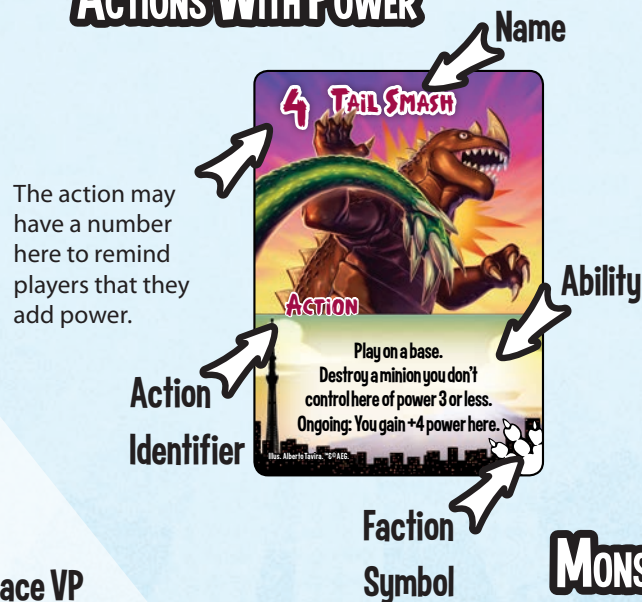 ACTIONS WITH POWER
Name
4 TAIL SMASH
The action may
have a number
here to remind
players that they
add power.
Ability
ACTION
Play on a base.
Destroy a minion you don't
control here of power 3 or less.
Ongoing: You gain +4 power here.
Action
Identifier
Illus. Alberto Tavira. ™©® AEG.
Faction
Symbol
ace VP
MONS